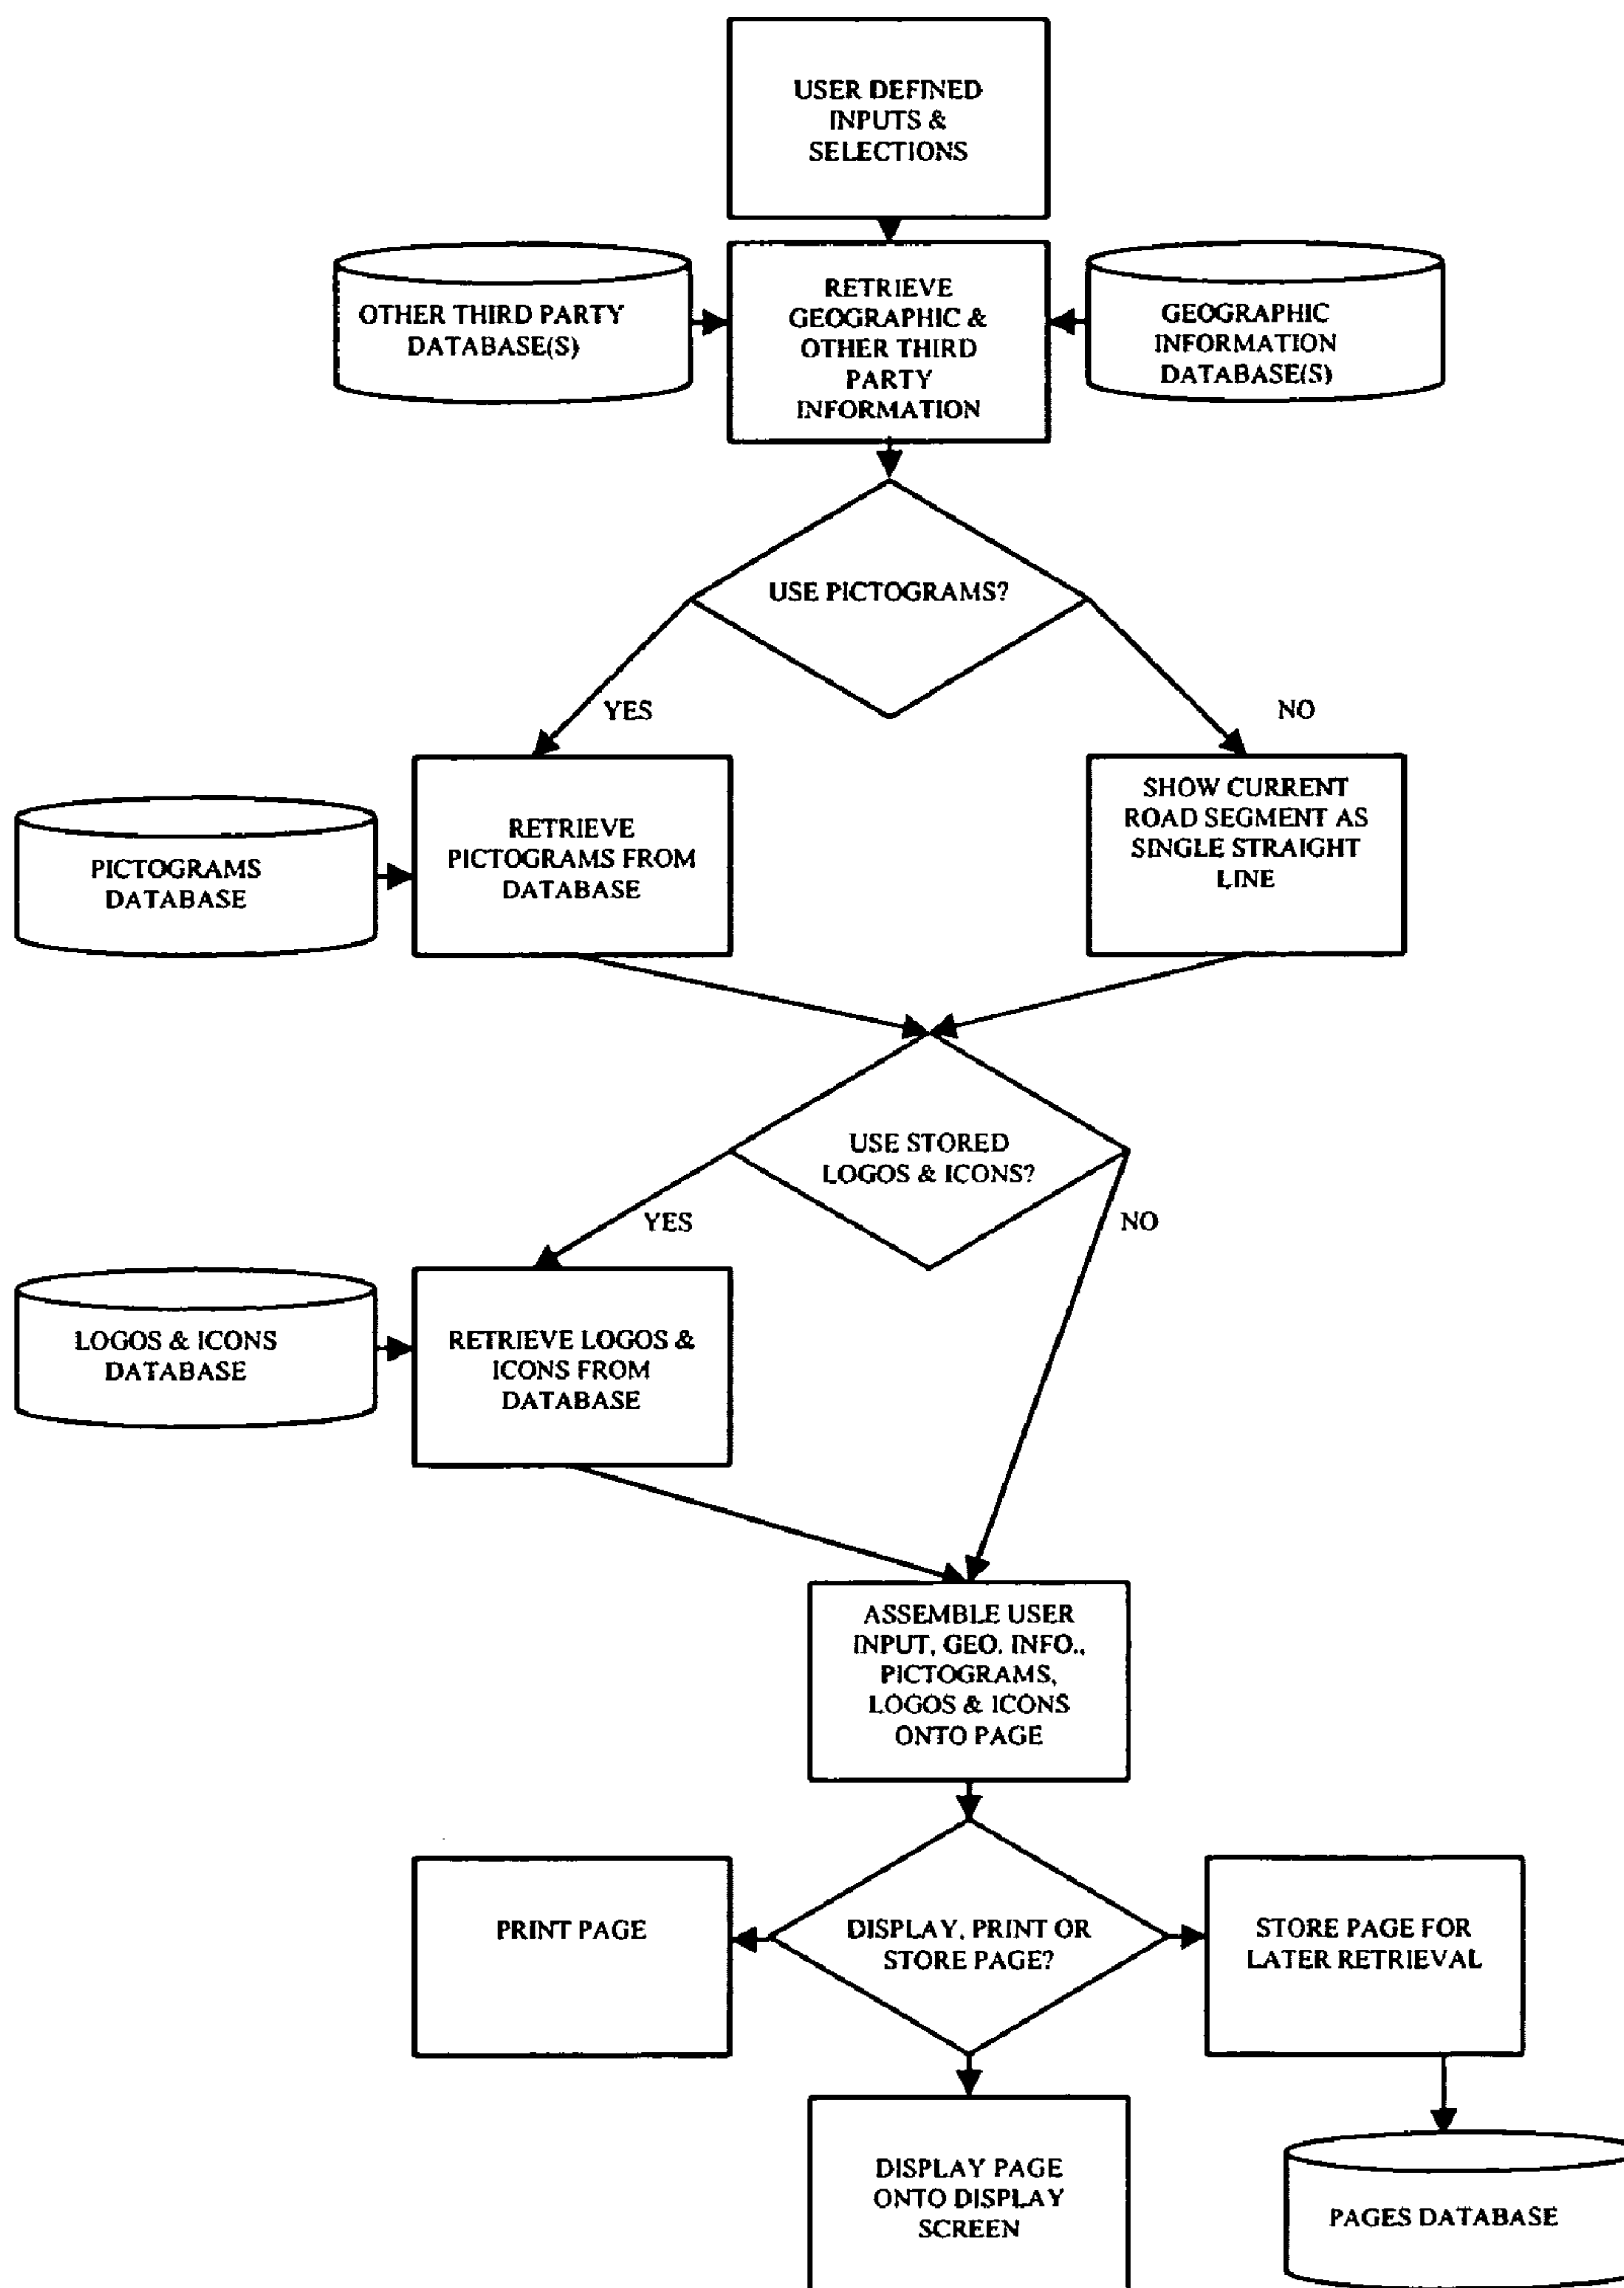 USER DEFINED
INPUTS &
SELECTIONS
OTHER THIRD PARTY
DATABASE(S)
RETRIEVE
GEOGRAPHIC &
OTHER THIRD
PARTY
INFORMATION
GEOGRAPHIC
INFORMATION
DATABASE(S)
USE PICTOGRAMS?
YES
NO
PICTOGRAMS
DATABASE
RETRIEVE
PICTOGRAMS FROM
DATABASE
SHOW CURRENT
ROAD SEGMENT AS
SINGLE STRAIGHT
LINE
USE STORED
LOGOS & ICONS?
YES
NO
LOGOS & ICONS
DATABASE
RETRIEVE LOGOS &
ICONS FROM
DATABASE
ASSEMBLE USER
INPUT, GEO. INFO.,
PICTOGRAMS,
LOGOS & ICONS
ONTO PAGE
PRINT PAGE
DISPLAY, PRINT OR
STORE PAGE?
STORE PAGE FOR
LATER RETRIEVAL
DISPLAY PAGE
ONTO DISPLAY
SCREEN
PAGES DATABASE